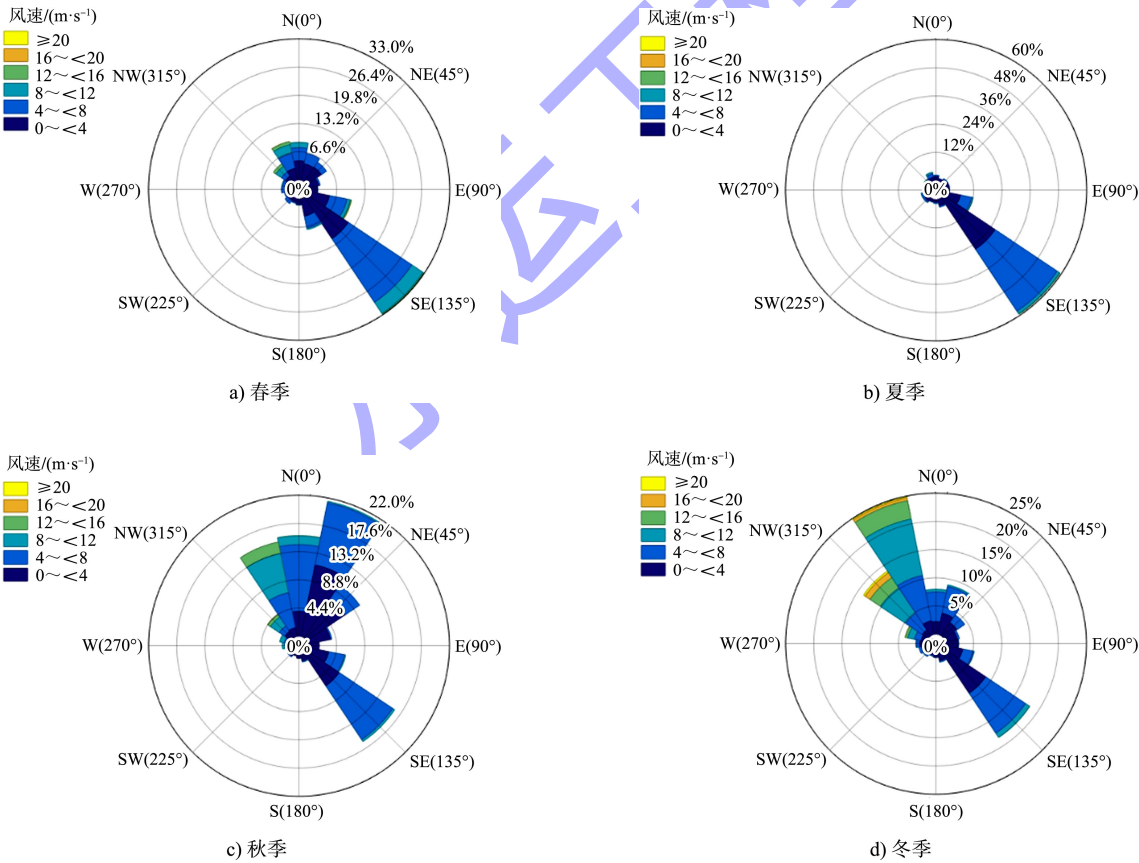 风速/(m·s⁻¹)
≥20
16～<20
12～<16
8～<12
4～<8
0～<4
N(0°)
NE(45°)
E(90°)
SE(135°)
S(180°)
SW(225°)
W(270°)
NW(315°)
33.0%
26.4%
19.8%
13.2%
6.6%
0%
a) 春季
风速/(m·s⁻¹)
≥20
16～<20
12～<16
8～<12
4～<8
0～<4
N(0°)
NE(45°)
E(90°)
SE(135°)
S(180°)
SW(225°)
W(270°)
NW(315°)
60%
48%
36%
24%
12%
0%
b) 夏季
风速/(m·s⁻¹)
≥20
16～<20
12～<16
8～<12
4～<8
0～<4
N(0°)
NE(45°)
E(90°)
SE(135°)
S(180°)
SW(225°)
W(270°)
NW(315°)
22.0%
17.6%
13.2%
8.8%
4.4%
0%
c) 秋季
风速/(m·s⁻¹)
≥20
16～<20
12～<16
8～<12
4～<8
0～<4
N(0°)
NE(45°)
E(90°)
SE(135°)
S(180°)
SW(225°)
W(270°)
NW(315°)
25%
20%
15%
10%
5%
0%
d) 冬季